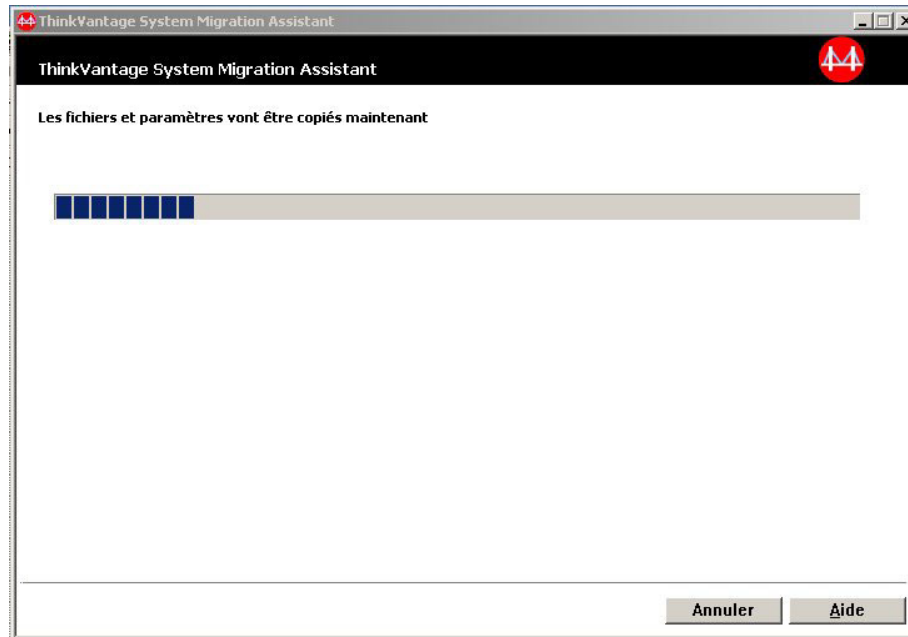 ThinkVantage System Migration Assistant
ThinkVantage System Migration Assistant
Les fichiers et paramètres vont être copiés maintenant
Annuler
Aide